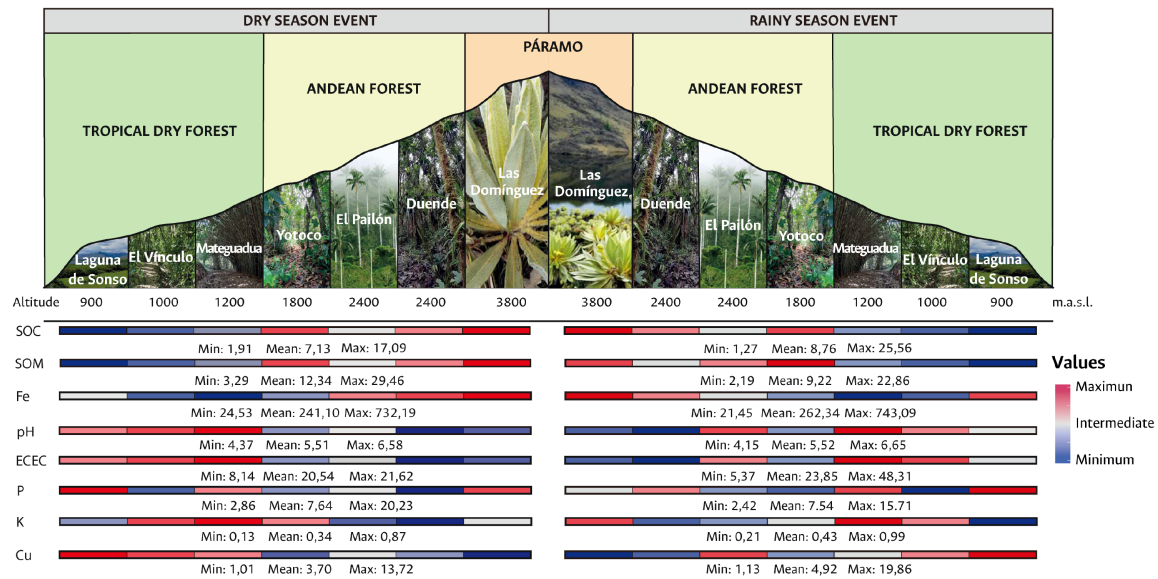 DRY SEASON EVENT
RAINY SEASON EVENT
PÁRAMO
ANDEAN FOREST
ANDEAN FOREST
TROPICAL DRY FOREST
TROPICAL DRY FOREST
Laguna
de Sonso
El Vínculo
Mateguadua
Yotoco
El Pailón
Duende
Las
Domínguez
Las
Domínguez
Duende
El Pailón
Yotoco
Mateguadua
El Vínculo
Laguna
de Sonso
Altitude 900 1000 1200 1800 2400 2400 3800 3800 2400 2400 1800 1200 1000 900 m.a.s.l.
SOC
Min: 1,91 Mean: 7,13 Max: 17,09 Min: 1,27 Mean: 8,76 Max: 25,56
SOM
Min: 3,29 Mean: 12,34 Max: 29,46 Min: 2,19 Mean: 9,22 Max: 22,86
Fe
Min: 24,53 Mean: 241,10 Max: 732,19 Min: 21,45 Mean: 262,34 Max: 743,09
pH
Min: 4,37 Mean: 5,51 Max: 6,58 Min: 4,15 Mean: 5,52 Max: 6,65
ECEC
Min: 8,14 Mean: 20,54 Max: 21,62 Min: 5,37 Mean: 23,85 Max: 48,31
P
Min: 2,86 Mean: 7,64 Max: 20,23 Min: 2,42 Mean: 7.54 Max: 15.71
K
Min: 0,13 Mean: 0,34 Max: 0,87 Min: 0,21 Mean: 0,43 Max: 0,99
Cu
Min: 1,01 Mean: 3,70 Max: 13,72 Min: 1,13 Mean: 4,92 Max: 19,86
Values
Maximun
Intermediate
Minimum